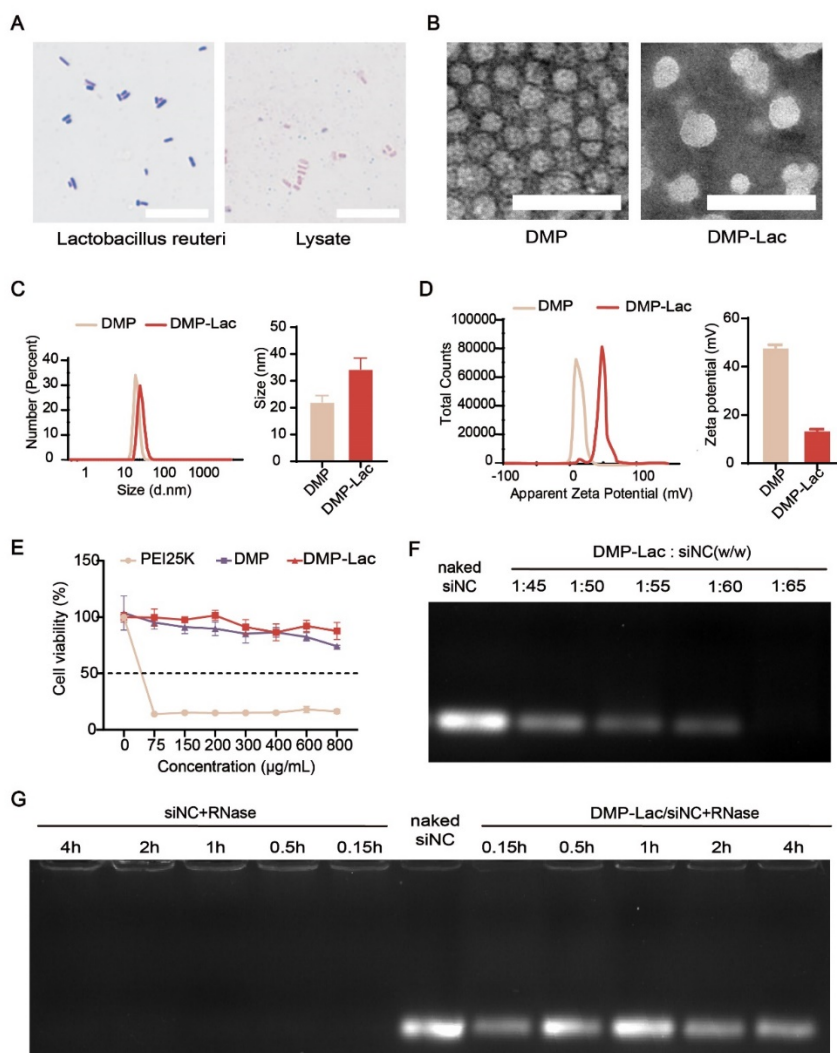 A
B
Lactobacillus reuteri Lysate
DMP DMP-Lac
C
DMP DMP-Lac
Number (Percent)
40
30
20
10
0
1 10 100 1000
Size (d.nm)
Size (nm)
50
40
30
20
10
0
DMP
DMP-Lac
D
DMP DMP-Lac
Total Counts
100000
80000
60000
40000
20000
0
-100 0 100
Apparent Zeta Potential (mV)
Zeta potential (mV)
60
40
20
0
DMP
DMP-Lac
E
PEI25K DMP DMP-Lac
Cell viability (%)
150
100
50
0
0 75 150 200 300 400 600 800
Concentration (µg/mL)
F
DMP-Lac : siNC(w/w)
naked
siNC
1:45 1:50 1:55 1:60 1:65
G
siNC+RNase
4h 2h 1h 0.5h 0.15h
naked
siNC
DMP-Lac/siNC+RNase
0.15h 0.5h 1h 2h 4h